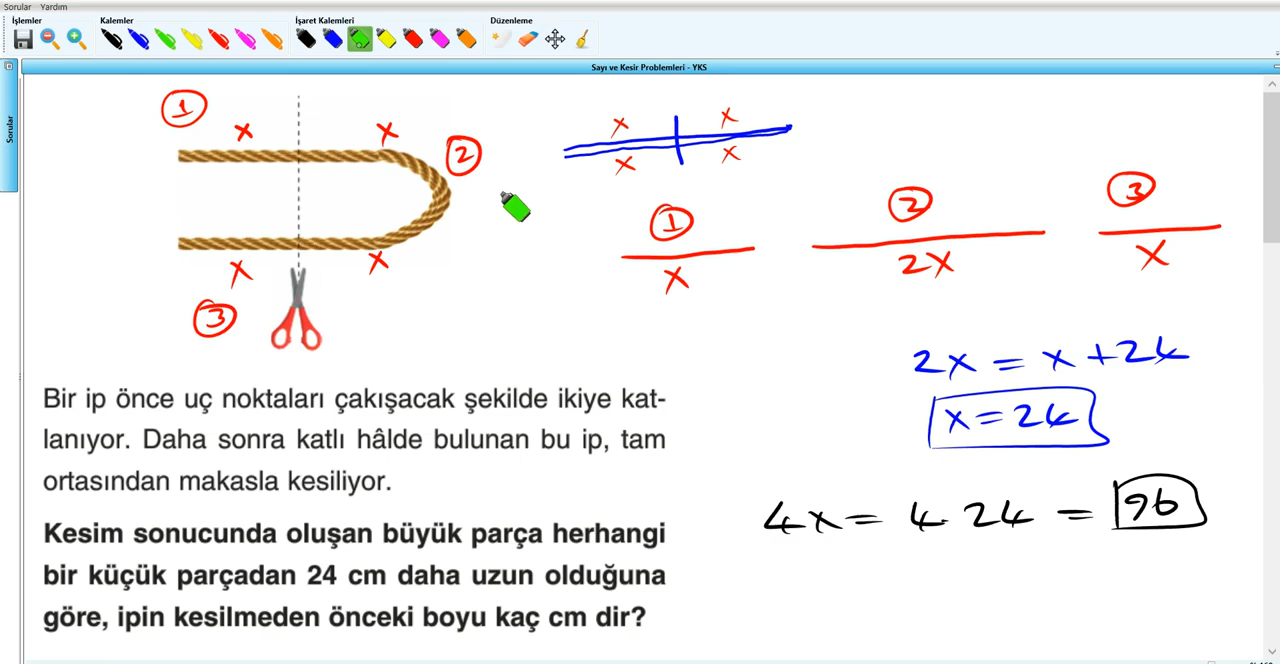 Sorular Yardım
İşlemler Kalemler İşaret Kalemleri Düzenleme
Sayı ve Kesir Problemleri - YKS
Sorular
1
x x
2
x x
3
x x
x x
1 2 3
x 2x x
2x = x + 24
x = 24
4x = 4. 24 = 96
Bir ip önce uç noktaları çakışacak şekilde ikiye kat-
lanıyor. Daha sonra katlı hâlde bulunan bu ip, tam
ortasından makasla kesiliyor.
Kesim sonucunda oluşan büyük parça herhangi
bir küçük parçadan 24 cm daha uzun olduğuna
göre, ipin kesilmeden önceki boyu kaç cm dir?